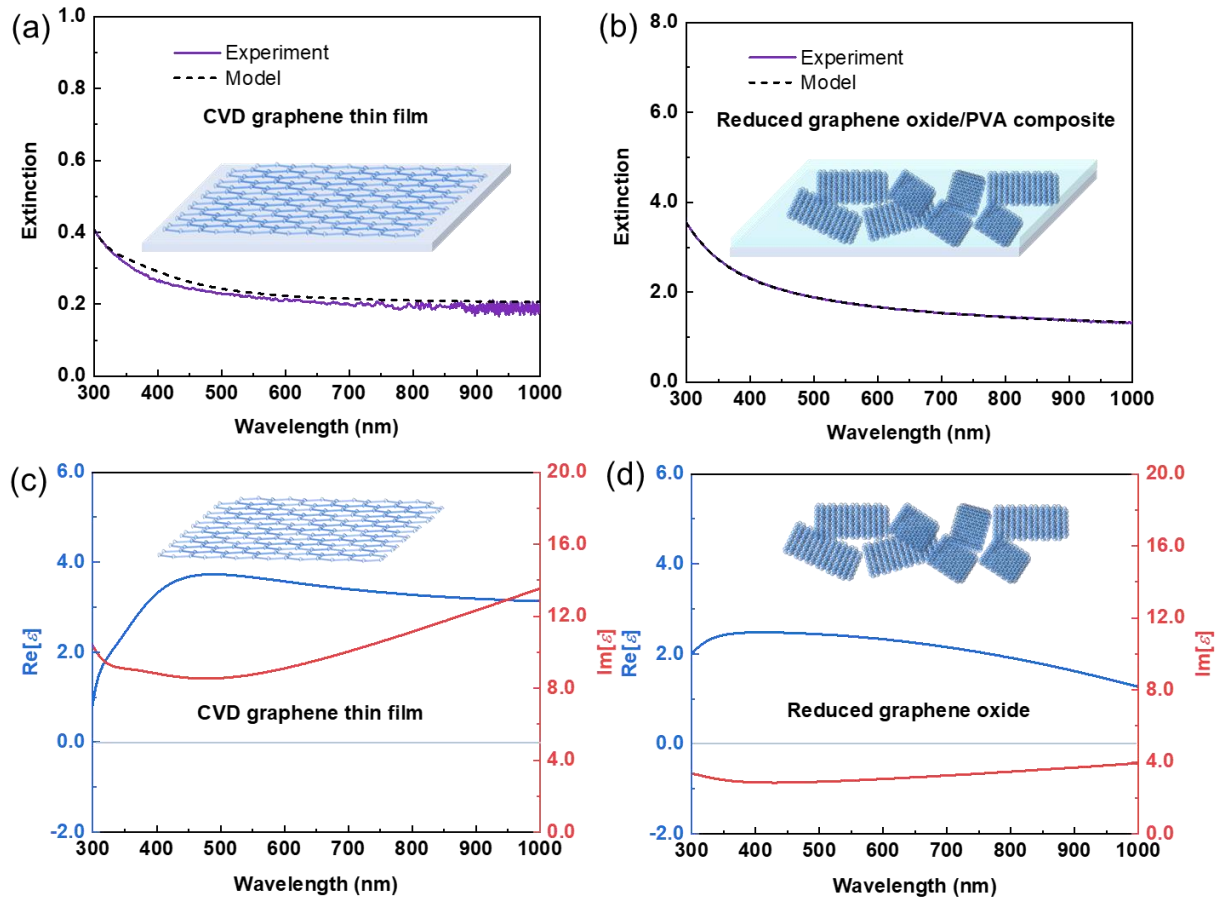 (a)
1.0
0.8
0.6
0.4
0.2
0.0
Extinction
Experiment
Model
CVD graphene thin film
300 400 500 600 700 800 900 1000
Wavelength (nm)
(b)
8.0
6.0
4.0
2.0
0.0
Extinction
Experiment
Model
Reduced graphene oxide/PVA composite
300 400 500 600 700 800 900 1000
Wavelength (nm)
(c)
6.0
4.0
2.0
0.0
-2.0
Re[ε]
CVD graphene thin film
20.0
16.0
12.0
8.0
4.0
0.0
Im[ε]
300 400 500 600 700 800 900 1000
Wavelength (nm)
(d)
6.0
4.0
2.0
0.0
-2.0
Re[ε]
Reduced graphene oxide
20.0
16.0
12.0
8.0
4.0
0.0
Im[ε]
300 400 500 600 700 800 900 1000
Wavelength (nm)